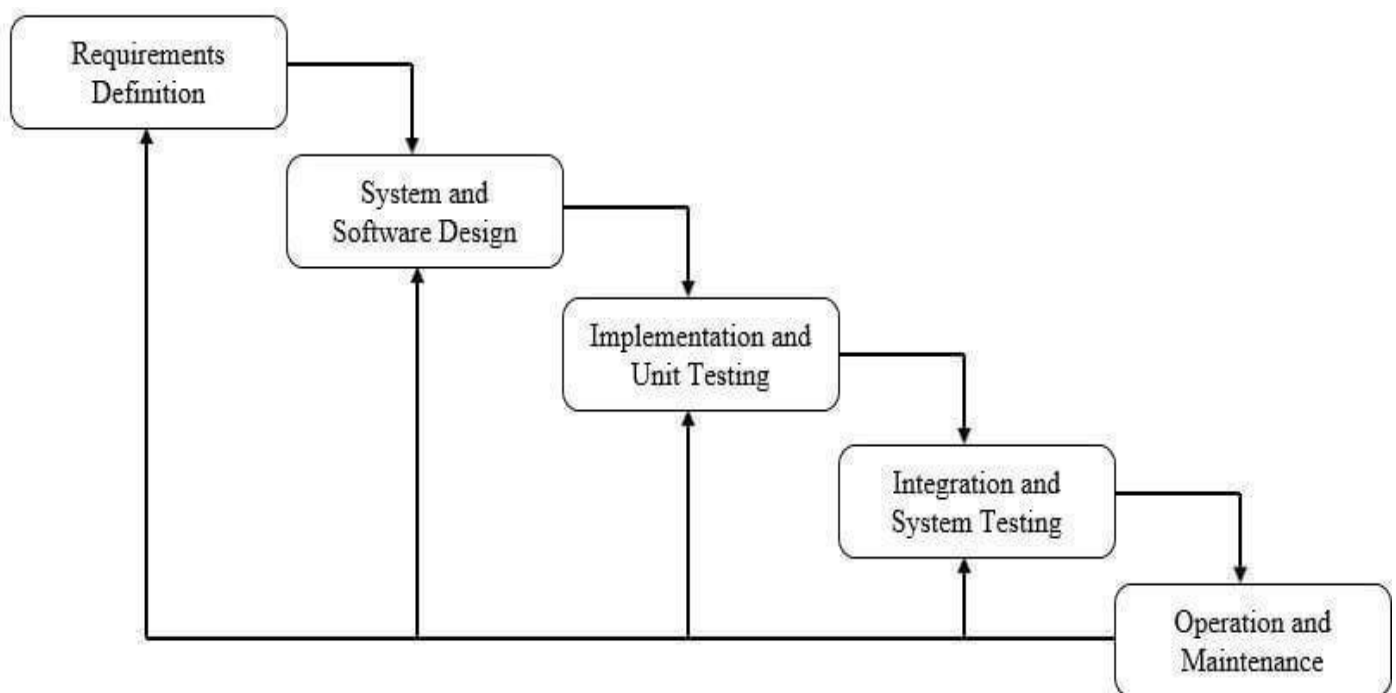 Requirements
Definition
System and
Software Design
Implementation and
Unit Testing
Integration and
System Testing
Operation and
Maintenance